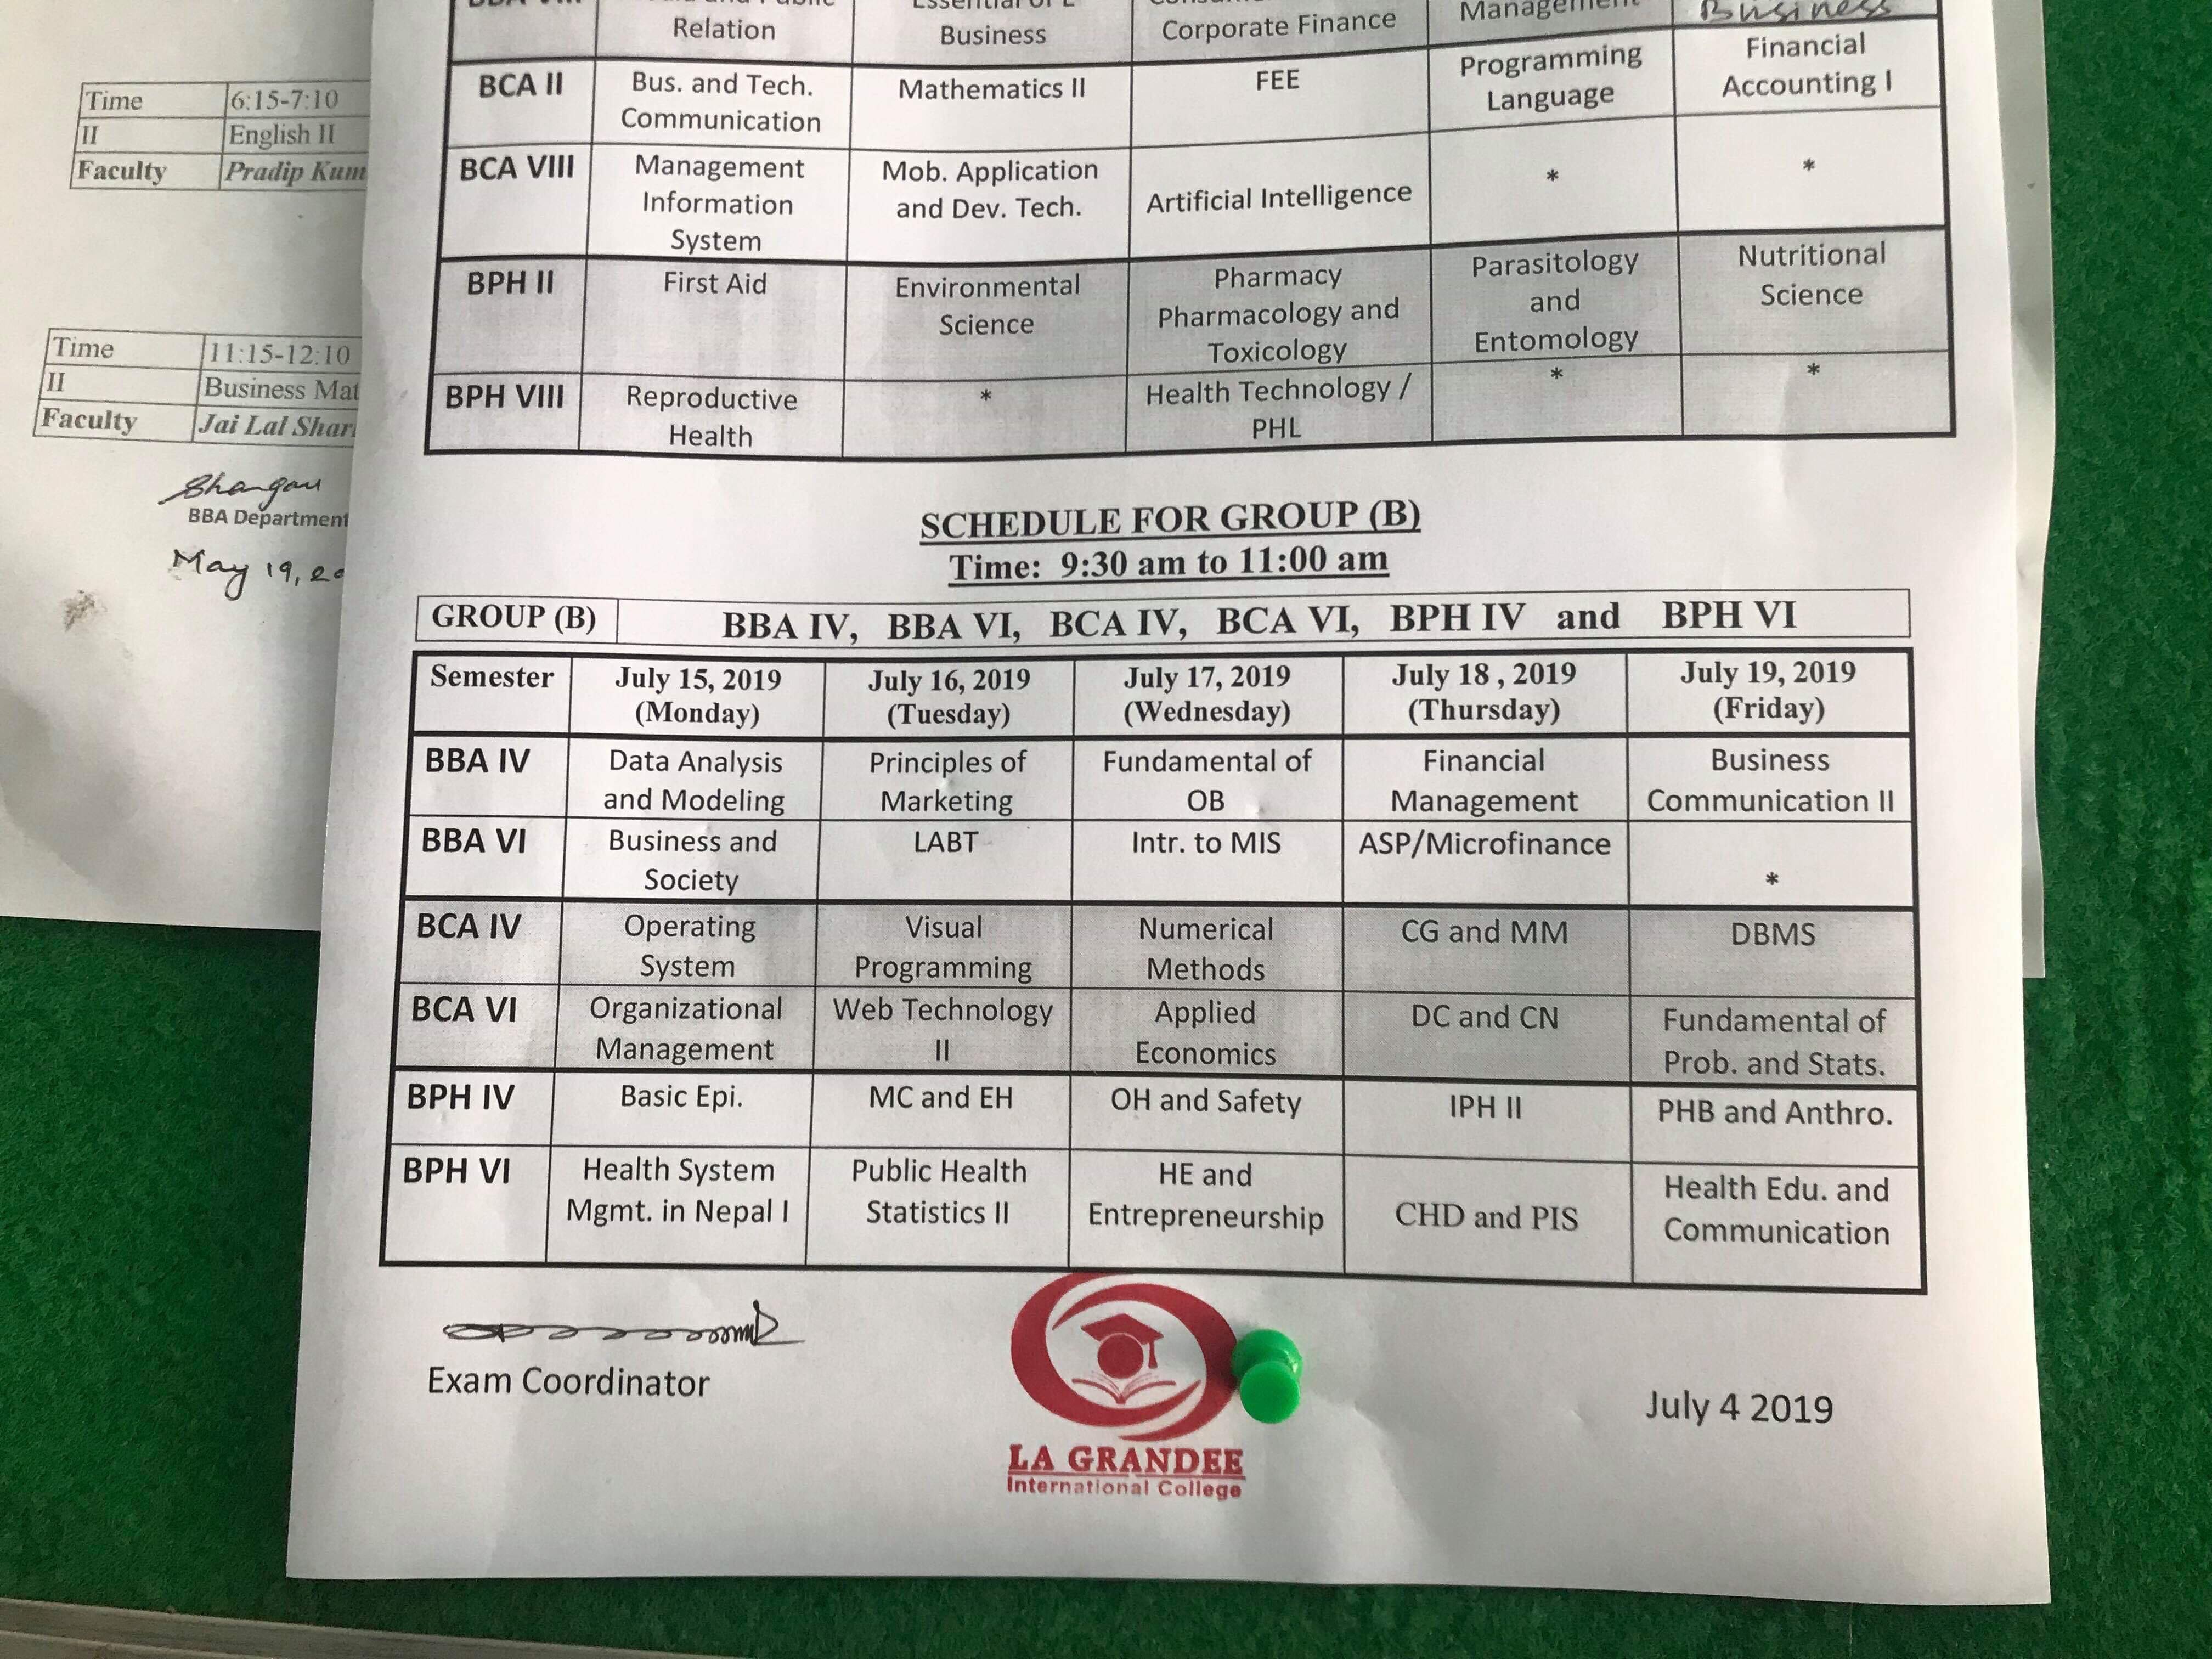 Time 6:15-7:10
II English II
Faculty Pradip Kum
Time 11:15-12:10
II Business Mat
Faculty Jai Lal Shar
Bhangau
BBA Department
May 19, 20
Relation Business Corporate Finance Management Business
BCA II Bus. and Tech. Communication Mathematics II FEE Programming Language Financial Accounting I
BCA VIII Management Information System Mob. Application and Dev. Tech. Artificial Intelligence * *
BPH II First Aid Environmental Science Pharmacy Pharmacology and Toxicology Parasitology and Entomology Nutritional Science
BPH VIII Reproductive Health * Health Technology / PHL * *
SCHEDULE FOR GROUP (B)
Time: 9:30 am to 11:00 am
GROUP (B) BBA IV, BBA VI, BCA IV, BCA VI, BPH IV and BPH VI
Semester July 15, 2019 (Monday) July 16, 2019 (Tuesday) July 17, 2019 (Wednesday) July 18 , 2019 (Thursday) July 19, 2019 (Friday)
BBA IV Data Analysis and Modeling Principles of Marketing Fundamental of OB Financial Management Business Communication II
BBA VI Business and Society LABT Intr. to MIS ASP/Microfinance *
BCA IV Operating System Visual Programming Numerical Methods CG and MM DBMS
BCA VI Organizational Management Web Technology II Applied Economics DC and CN Fundamental of Prob. and Stats.
BPH IV Basic Epi. MC and EH OH and Safety IPH II PHB and Anthro.
BPH VI Health System Mgmt. in Nepal I Public Health Statistics II HE and Entrepreneurship CHD and PIS Health Edu. and Communication
Exam Coordinator
LA GRANDEE
International College
July 4 2019